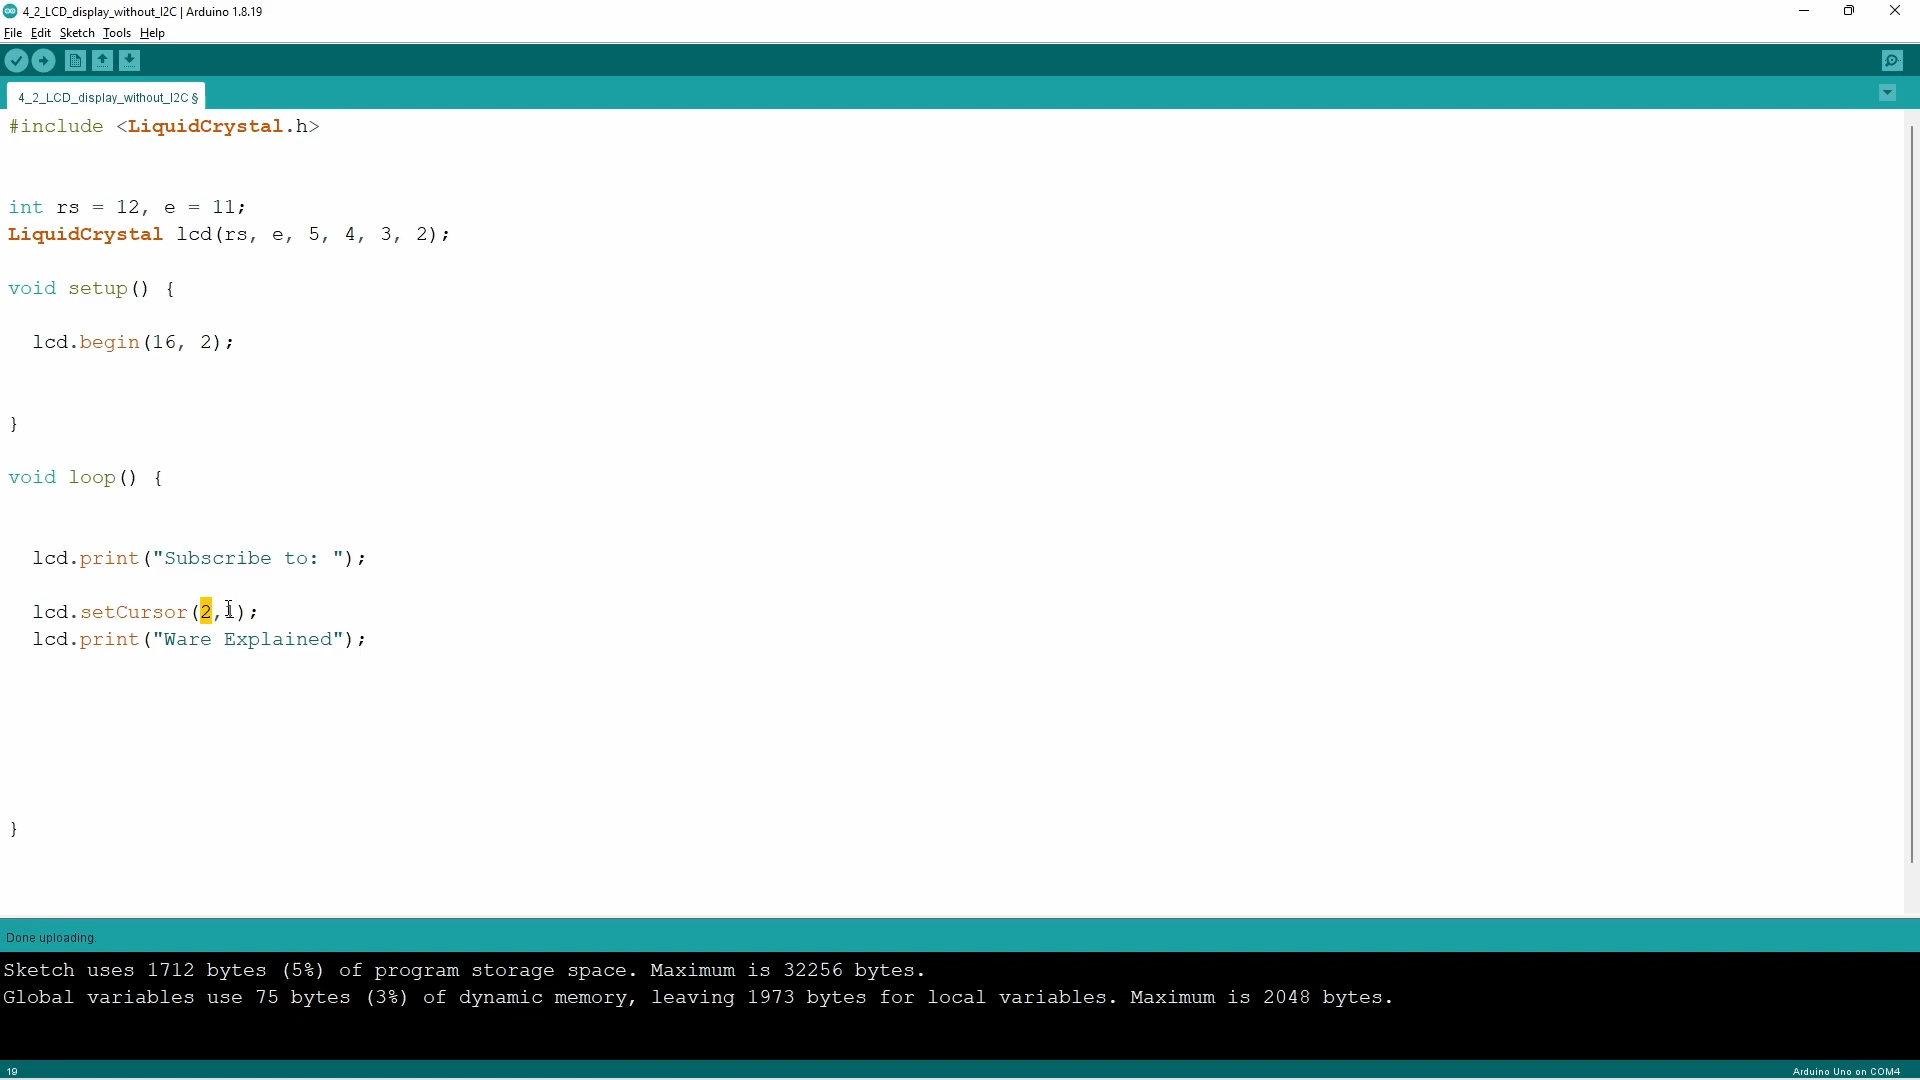 4_2_LCD_display_without_I2C | Arduino 1.8.19
File Edit Sketch Tools Help
4_2_LCD_display_without_I2C §
#include <LiquidCrystal.h>
int rs = 12, e = 11;
LiquidCrystal lcd(rs, e, 5, 4, 3, 2);
void setup() {
lcd.begin(16, 2);
}
void loop() {
lcd.print("Subscribe to: ");
lcd.setCursor(2,1);
lcd.print("Ware Explained");
}
Done uploading.
Sketch uses 1712 bytes (5%) of program storage space. Maximum is 32256 bytes.
Global variables use 75 bytes (3%) of dynamic memory, leaving 1973 bytes for local variables. Maximum is 2048 bytes.
19 Arduino Uno on COM4